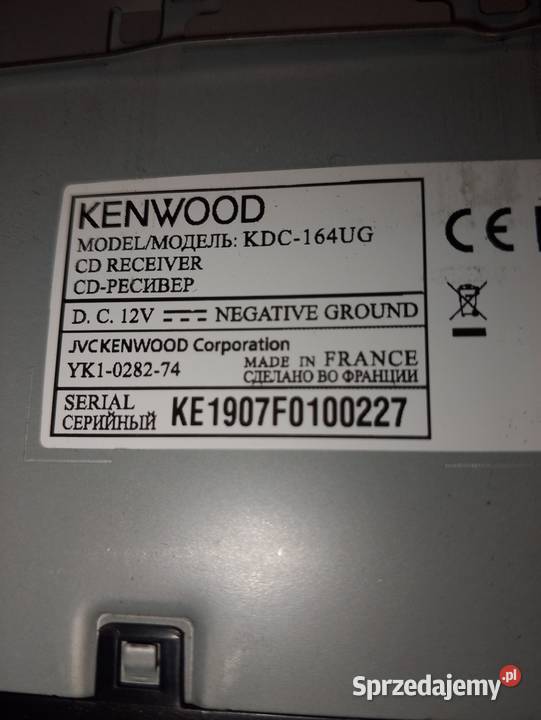 KENWOOD
MODEL/МОДЕЛЬ: KDC-164UG
CD RECEIVER
CD-РЕСИВЕР
D. C. 12V NEGATIVE GROUND
JVCKENWOOD Corporation
YK1-0282-74
MADE IN FRANCE
СДЕЛАНО ВО ФРАНЦИИ
SERIAL
СЕРИЙНЫЙ
KE1907F0100227
CE
Sprzedajemy.pl